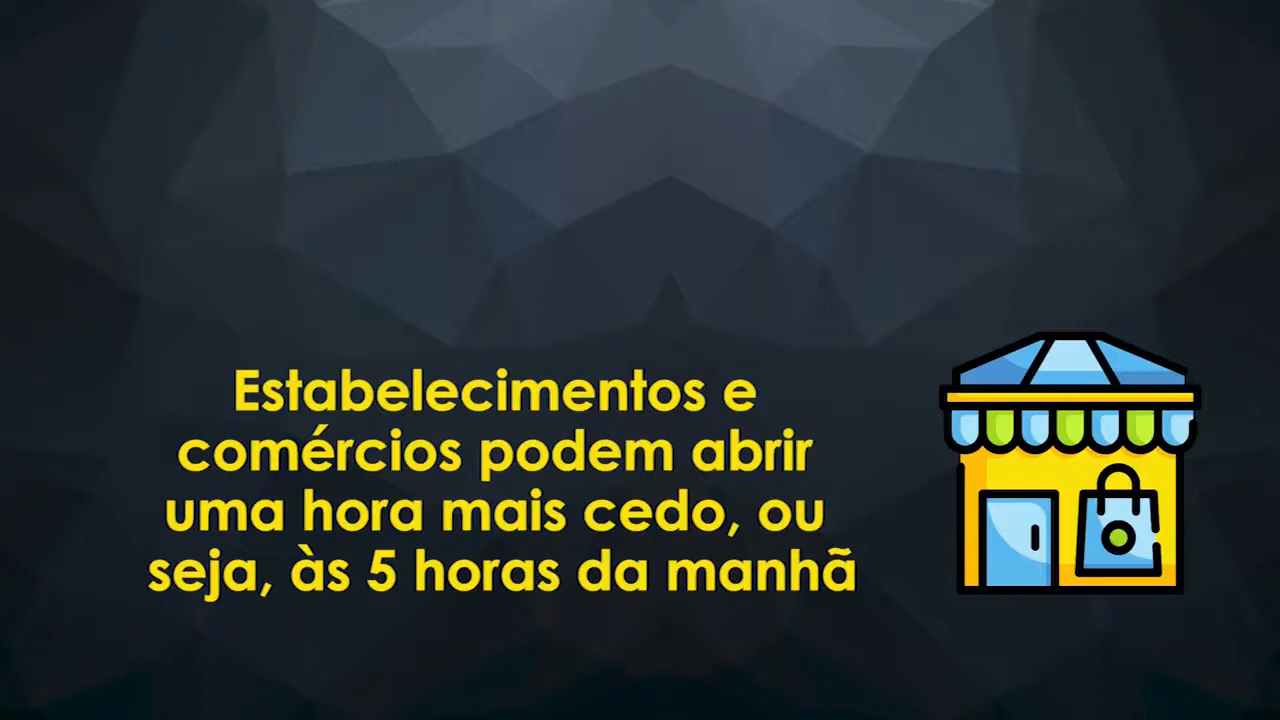 Estabelecimentos e
comércios podem abrir
uma hora mais cedo, ou
seja, às 5 horas da manhã